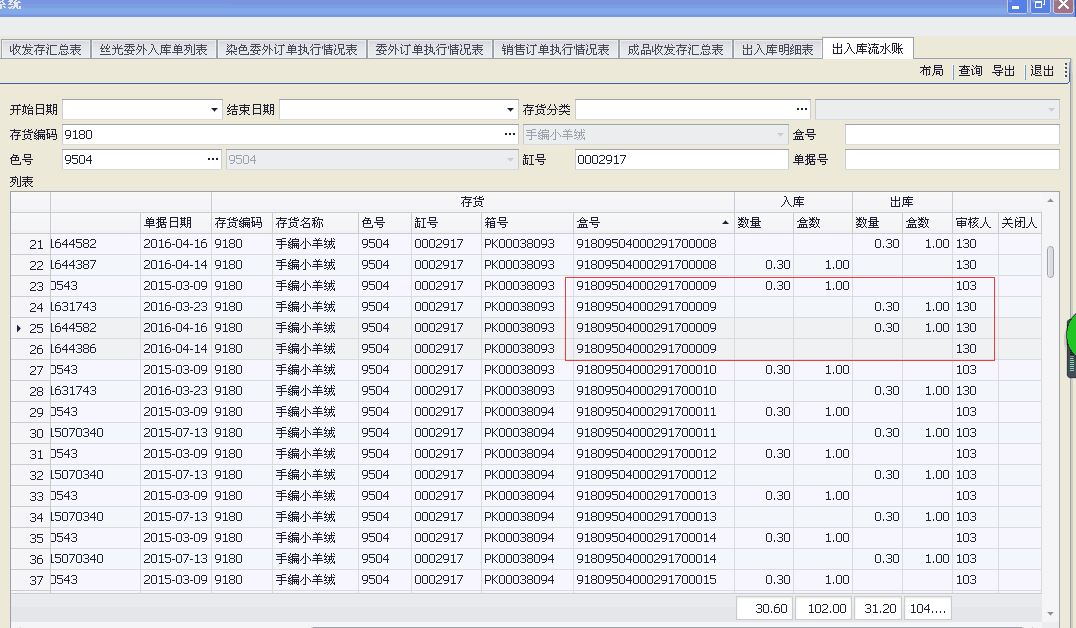 系统
收发存汇总表 丝光委外入库单列表 染色委外订单执行情况表 委外订单执行情况表 销售订单执行情况表 成品收发存汇总表 出入库明细表 出入库流水账
布局 查询 导出 退出
开始日期 结束日期 存货分类
存货编码 9180 手编小羊绒 盒号
色号 9504 9504 缸号 0002917 单据号
列表
存货 入库 出库
单据日期 存货编码 存货名称 色号 缸号 箱号 盒号 数量 盒数 数量 盒数 审核人 关闭人
21 1644582 2016-04-16 9180 手编小羊绒 9504 0002917 PK00038093 91809504000291700008 0.30 1.00 130
22 1644387 2016-04-14 9180 手编小羊绒 9504 0002917 PK00038093 91809504000291700008 0.30 1.00 130
23 0543 2015-03-09 9180 手编小羊绒 9504 0002917 PK00038093 91809504000291700009 0.30 1.00 103
24 1631743 2016-03-23 9180 手编小羊绒 9504 0002917 PK00038093 91809504000291700009 0.30 1.00 130
25 1644582 2016-04-16 9180 手编小羊绒 9504 0002917 PK00038093 91809504000291700009 0.30 1.00 130
26 1644386 2016-04-14 9180 手编小羊绒 9504 0002917 PK00038093 91809504000291700009 130
27 0543 2015-03-09 9180 手编小羊绒 9504 0002917 PK00038093 91809504000291700010 0.30 1.00 103
28 1631743 2016-03-23 9180 手编小羊绒 9504 0002917 PK00038093 91809504000291700010 0.30 1.00 130
29 0543 2015-03-09 9180 手编小羊绒 9504 0002917 PK00038094 91809504000291700011 0.30 1.00 103
30 15070340 2015-07-13 9180 手编小羊绒 9504 0002917 PK00038094 91809504000291700011 0.30 1.00 103
31 0543 2015-03-09 9180 手编小羊绒 9504 0002917 PK00038094 91809504000291700012 0.30 1.00 103
32 15070340 2015-07-13 9180 手编小羊绒 9504 0002917 PK00038094 91809504000291700012 0.30 1.00 103
33 0543 2015-03-09 9180 手编小羊绒 9504 0002917 PK00038094 91809504000291700013 0.30 1.00 103
34 15070340 2015-07-13 9180 手编小羊绒 9504 0002917 PK00038094 91809504000291700013 0.30 1.00 103
35 0543 2015-03-09 9180 手编小羊绒 9504 0002917 PK00038094 91809504000291700014 0.30 1.00 103
36 15070340 2015-07-13 9180 手编小羊绒 9504 0002917 PK00038094 91809504000291700014 0.30 1.00 103
37 0543 2015-03-09 9180 手编小羊绒 9504 0002917 PK00038094 91809504000291700015 0.30 1.00 103
30.60 102.00 31.20 104....